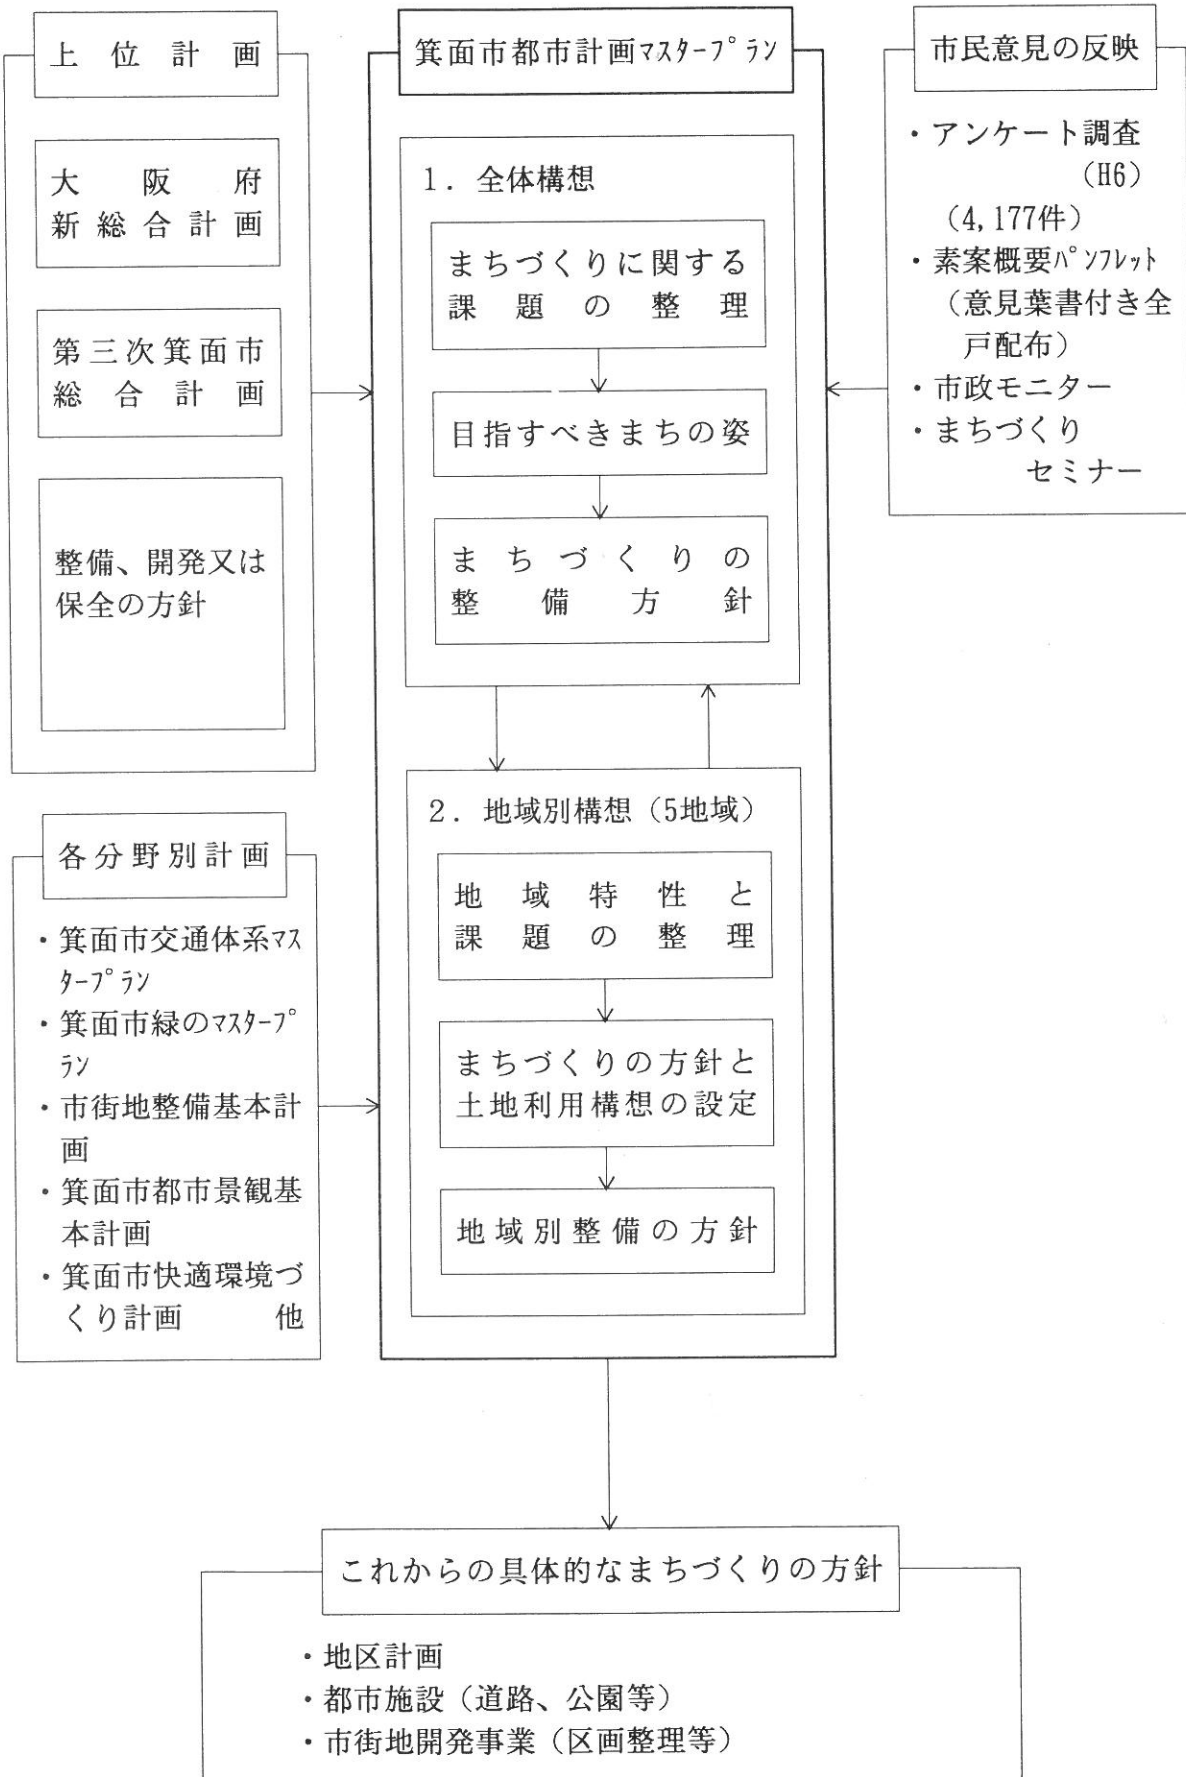 上位計画
大阪府
新総合計画
第三次箕面市
総合計画
整備、開発又は
保全の方針
各分野別計画
・箕面市交通体系ﾏｽ
ﾀｰﾌﾟﾗﾝ
・箕面市緑のﾏｽﾀｰﾌﾟ
ﾗﾝ
・市街地整備基本計
画
・箕面市都市景観基
本計画
・箕面市快適環境づ
くり計画　他
箕面市都市計画ﾏｽﾀｰﾌﾟﾗﾝ
1．全体構想
まちづくりに関する
課題の整理
目指すべきまちの姿
まちづくりの
整備方針
2．地域別構想（5地域）
地域特性と
課題の整理
まちづくりの方針と
土地利用構想の設定
地域別整備の方針
市民意見の反映
・アンケート調査
（H6）
（4,177件）
・素案概要ﾊﾟﾝﾌﾚｯﾄ
（意見葉書付き全
戸配布）
・市政モニター
・まちづくり
セミナー
これからの具体的なまちづくりの方針
・地区計画
・都市施設（道路、公園等）
・市街地開発事業（区画整理等）